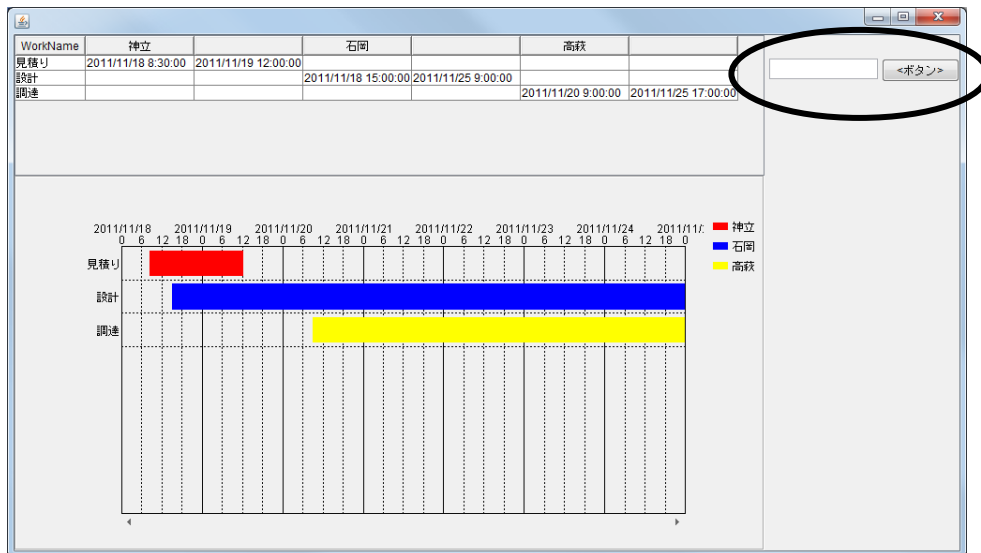 WorkName 神立 石岡 高萩
見積り 2011/11/18 8:30:00 2011/11/19 12:00:00
設計 2011/11/18 15:00:00 2011/11/25 9:00:00
調達 2011/11/20 9:00:00 2011/11/25 17:00:00
<ボタン>
2011/11/18 2011/11/19 2011/11/20 2011/11/21 2011/11/22 2011/11/23 2011/11/24 2011/11/
0 6 12 18 0 6 12 18 0 6 12 18 0 6 12 18 0 6 12 18 0 6 12 18 0 6 12 18 0
神立
石岡
高萩
見積り
設計
調達